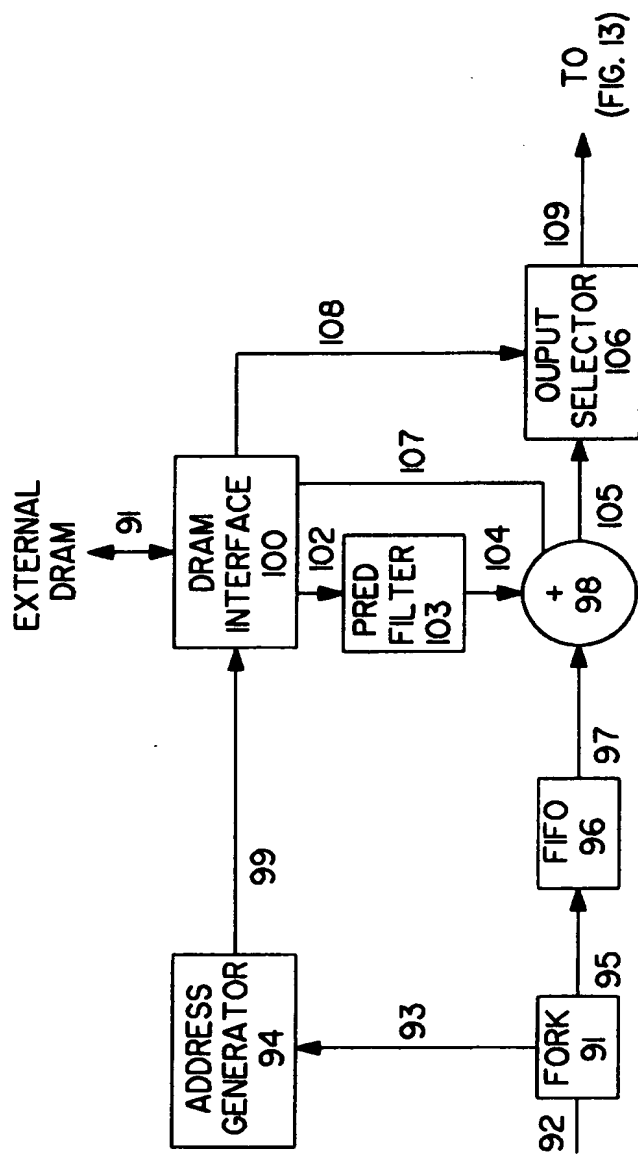 EXTERNAL
DRAM
91
ADDRESS
GENERATOR
94
99
DRAM
INTERFACE
100
108
93
102
107
PRED
FILTER
103
104
92
FORK
91
95
FIFO
96
97
+
98
105
OUPUT
SELECTOR
106
109
TO
(FIG. 13)